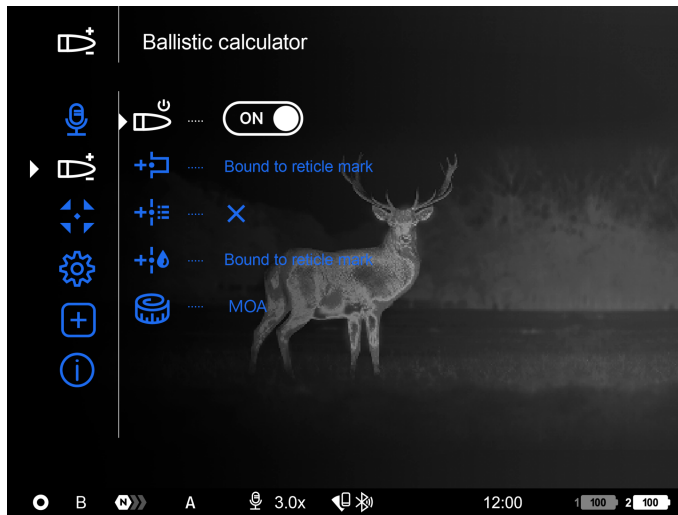 Ballistic calculator
ON
Bound to reticle mark
Bound to reticle mark
MOA
B N A 3.0x 12:00 1 100 2 100